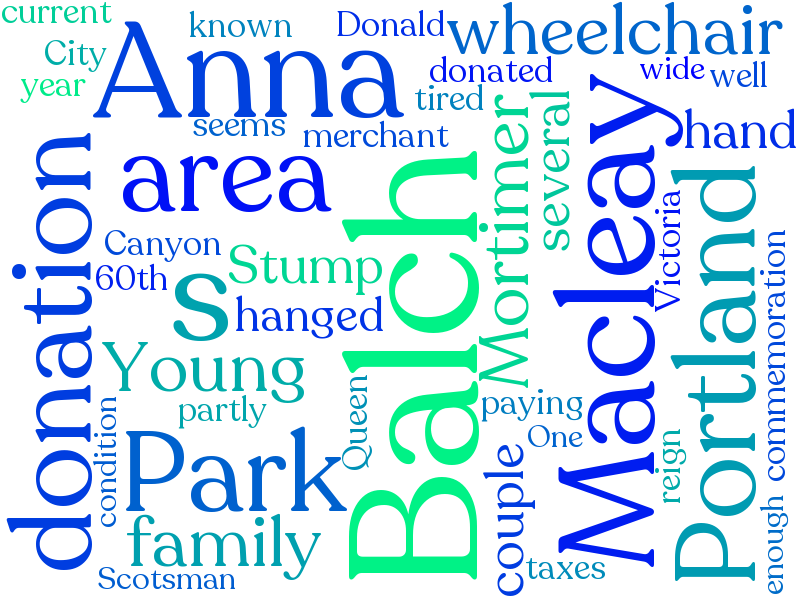 current
known
Donald
wheelchair
City
Anna
donated
wide
well
year
tired
seems
merchant
hand
donation
area
Balch
Mortimer
several
Macleay
Portland
Canyon
Stump
Victoria
60th
s
hanged
commemoration
Young
Queen
partly
paying
condition
Park
One
reign
couple
family
enough
Scotsman
taxes